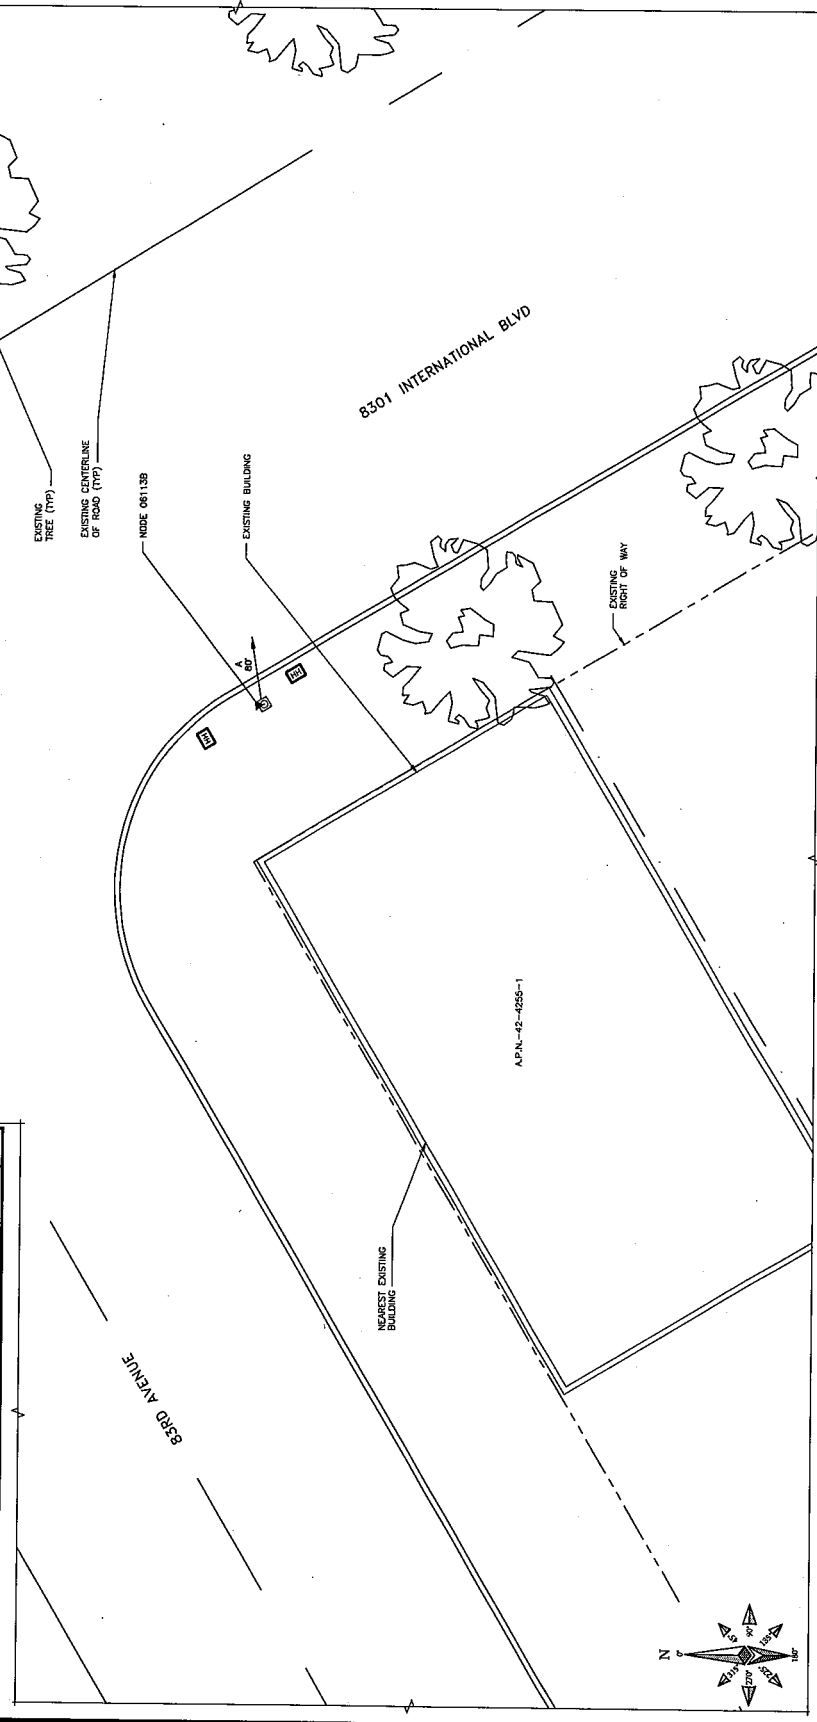 EXISTING
TREE (TYP)
EXISTING CENTERLINE
OF ROAD (TYP)
NODE 06113B
EXISTING BUILDING
8301 INTERNATIONAL BLVD
A
80°
HH
HH
EXISTING
RIGHT OF WAY
A.P.N.-42-4255-1
NEAREST EXISTING
BUILDING
83RD AVENUE
N
0°
45°
90°
135°
180°
225°
270°
315°